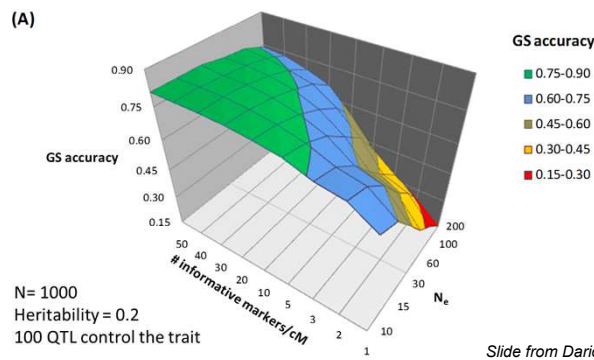 (A)
GS accuracy
0.75-0.90
0.60-0.75
0.45-0.60
0.30-0.45
0.15-0.30
0.90
0.75
0.60
0.45
0.30
0.15
GS accuracy
50
40
30
20
10
5
3
2
1
# informative markers/cM
200
100
60
30
15
10
Ne
N= 1000
Heritability = 0.2
100 QTL control the trait
Slide from Dario